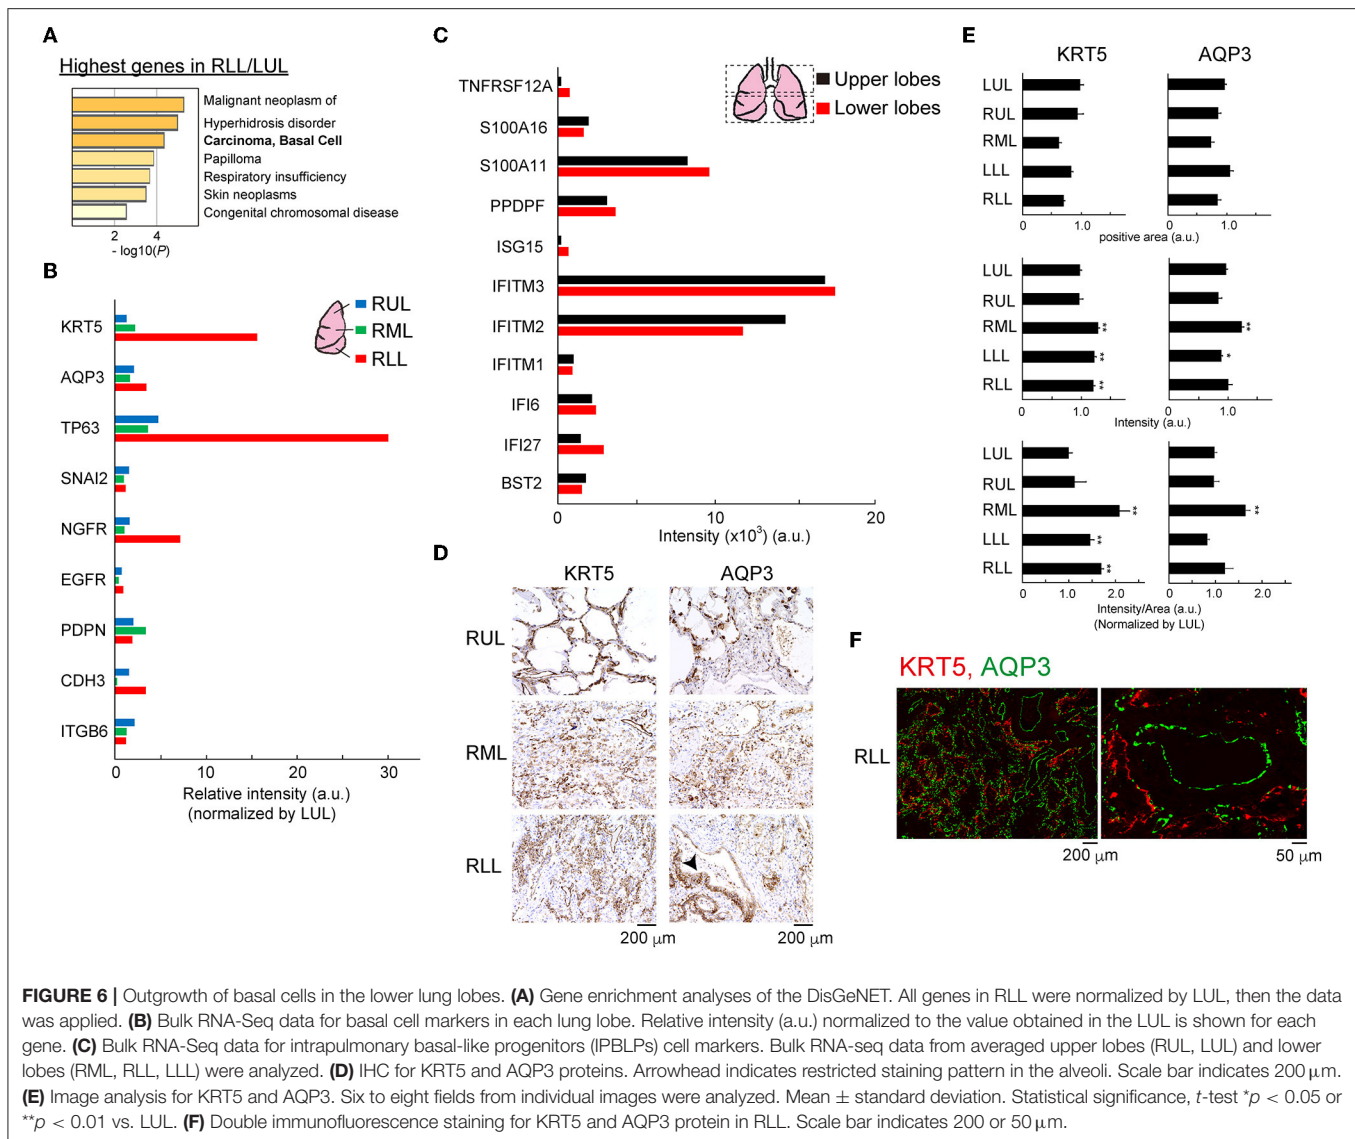 A
Highest genes in RLL/LUL
Malignant neoplasm of
Hyperhidrosis disorder
Carcinoma, Basal Cell
Papilloma
Respiratory insufficiency
Skin neoplasms
Congenital chromosomal disease
2 4
- log10(P)
B
RUL
RML
RLL
KRT5
AQP3
TP63
SNAI2
NGFR
EGFR
PDPN
CDH3
ITGB6
0 10 20 30
Relative intensity (a.u.)
(normalized by LUL)
C
Upper lobes
Lower lobes
TNFRSF12A
S100A16
S100A11
PPDPF
ISG15
IFITM3
IFITM2
IFITM1
IFI6
IFI27
BST2
0 10 20
Intensity (x10³) (a.u.)
D
KRT5 AQP3
RUL
RML
RLL
200 µm 200 µm
E
KRT5 AQP3
LUL
RUL
RML
LLL
RLL
0 1.0 0 1.0
positive area (a.u.)
LUL
RUL
RML ** **
LLL ** *
RLL **
0 1.0 0 1.0
Intensity (a.u.)
LUL
RUL
RML ** **
LLL **
RLL **
0 1.0 2.0 0 1.0 2.0
Intensity/Area (a.u.)
(Normalized by LUL)
F
KRT5, AQP3
RLL
200 µm 50 µm
FIGURE 6 | Outgrowth of basal cells in the lower lung lobes. (A) Gene enrichment analyses of the DisGeNET. All genes in RLL were normalized by LUL, then the data
was applied. (B) Bulk RNA-Seq data for basal cell markers in each lung lobe. Relative intensity (a.u.) normalized to the value obtained in the LUL is shown for each
gene. (C) Bulk RNA-Seq data for intrapulmonary basal-like progenitors (IPBLPs) cell markers. Bulk RNA-seq data from averaged upper lobes (RUL, LUL) and lower
lobes (RML, RLL, LLL) were analyzed. (D) IHC for KRT5 and AQP3 proteins. Arrowhead indicates restricted staining pattern in the alveoli. Scale bar indicates 200 µm.
(E) Image analysis for KRT5 and AQP3. Six to eight fields from individual images were analyzed. Mean ± standard deviation. Statistical significance, t-test *p < 0.05 or
**p < 0.01 vs. LUL. (F) Double immunofluorescence staining for KRT5 and AQP3 protein in RLL. Scale bar indicates 200 or 50 µm.